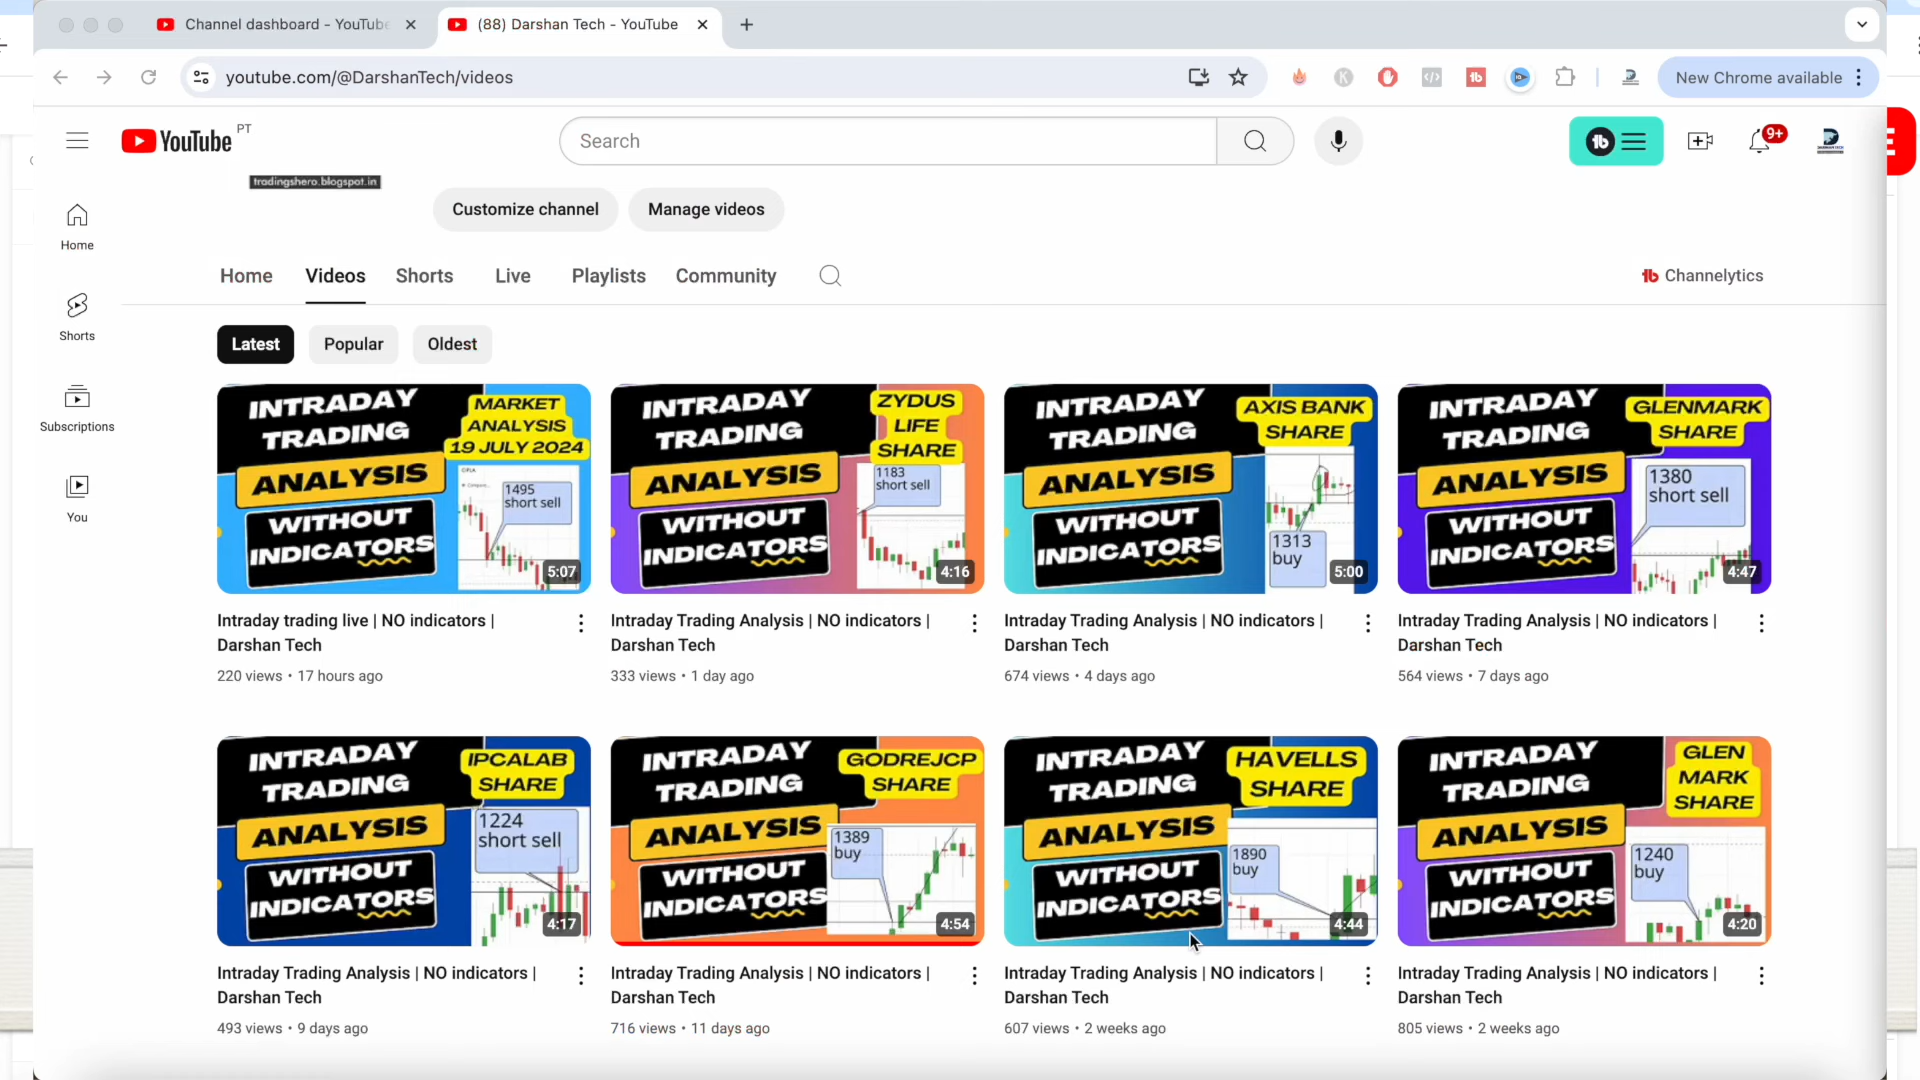 Channel dashboard - YouTube
(88) Darshan Tech - YouTube
youtube.com/@DarshanTech/videos
New Chrome available
YouTube PT
Search
9+
tradingshero.blogspot.in
Customize channel
Manage videos
Home
Shorts
Subscriptions
You
Home
Videos
Shorts
Live
Playlists
Community
Channelytics
Latest
Popular
Oldest
INTRADAY
TRADING
ANALYSIS
WITHOUT
INDICATORS
MARKET
ANALYSIS
19 JULY 2024
1495
short sell
5:07
Intraday trading live | NO indicators |
Darshan Tech
220 views • 17 hours ago
INTRADAY
TRADING
ANALYSIS
WITHOUT
INDICATORS
ZYDUS
LIFE
SHARE
1183
short sell
4:16
Intraday Trading Analysis | NO indicators |
Darshan Tech
333 views • 1 day ago
INTRADAY
TRADING
ANALYSIS
WITHOUT
INDICATORS
AXIS BANK
SHARE
1313
buy
5:00
Intraday Trading Analysis | NO indicators |
Darshan Tech
674 views • 4 days ago
INTRADAY
TRADING
ANALYSIS
WITHOUT
INDICATORS
GLENMARK
SHARE
1380
short sell
4:47
Intraday Trading Analysis | NO indicators |
Darshan Tech
564 views • 7 days ago
INTRADAY
TRADING
ANALYSIS
WITHOUT
INDICATORS
IPCALAB
SHARE
1224
short sell
4:17
Intraday Trading Analysis | NO indicators |
Darshan Tech
493 views • 9 days ago
INTRADAY
TRADING
ANALYSIS
WITHOUT
INDICATORS
GODREJCP
SHARE
1389
buy
4:54
Intraday Trading Analysis | NO indicators |
Darshan Tech
716 views • 11 days ago
INTRADAY
TRADING
ANALYSIS
WITHOUT
INDICATORS
HAVELLS
SHARE
1890
buy
4:44
Intraday Trading Analysis | NO indicators |
Darshan Tech
607 views • 2 weeks ago
INTRADAY
TRADING
ANALYSIS
WITHOUT
INDICATORS
GLEN
MARK
SHARE
1240
buy
4:20
Intraday Trading Analysis | NO indicators |
Darshan Tech
805 views • 2 weeks ago